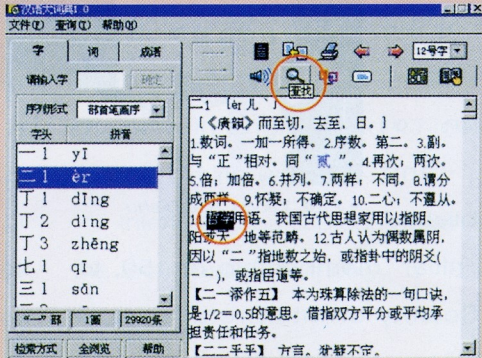 汉语大词典1.0
文件(F) 查询(I) 帮助(H)
字 词 成语
请输入字 确定
序列形式 部首笔画序
字头 拼音
一1 yī
二1 èr
丁1 dīng
丁2 dìng
丁3 zhēng
七1 qī
三1 sān
“一”部 1画 29920条
检索方式 全浏览 帮助
12号字
查找
二1 [èr 儿`]
[《廣韻》而至切,去至,日。]
1.数词。一加一所得。2.序数。第二。3.副。
与“正”相对。同“貳”。4.再次;两次。
5.倍;加倍。6.并列。7.两样;不同。8.谓分
成两样。9.怀疑;不确定。10.二心;不遵从。
11.用语。我国古代思想家用以指阴、
阳或天、地等范畴。12.古人认为偶数属阴,
因以“二”指地数之始,或指卦中的阴爻(
--),或指臣道等。
【二一添作五】 本为珠算除法的一句口诀,
是1/2=0.5的意思。借指双方平分或平均承
担责任和任务。
【二二乎乎】 方言。犹疑不定。